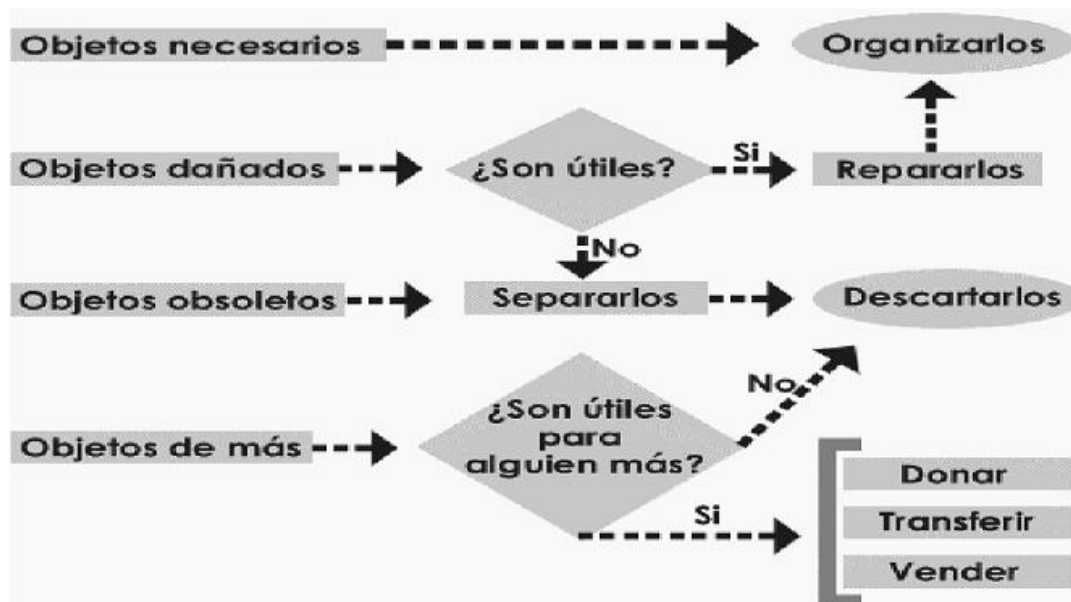 Objetos necesarios
Organizarlos
Objetos dañados
¿Son útiles?
Si
Repararlos
No
Objetos obsoletos
Separarlos
Descartarlos
Objetos de más
¿Son útiles
para
alguien más?
No
Si
Donar
Transferir
Vender